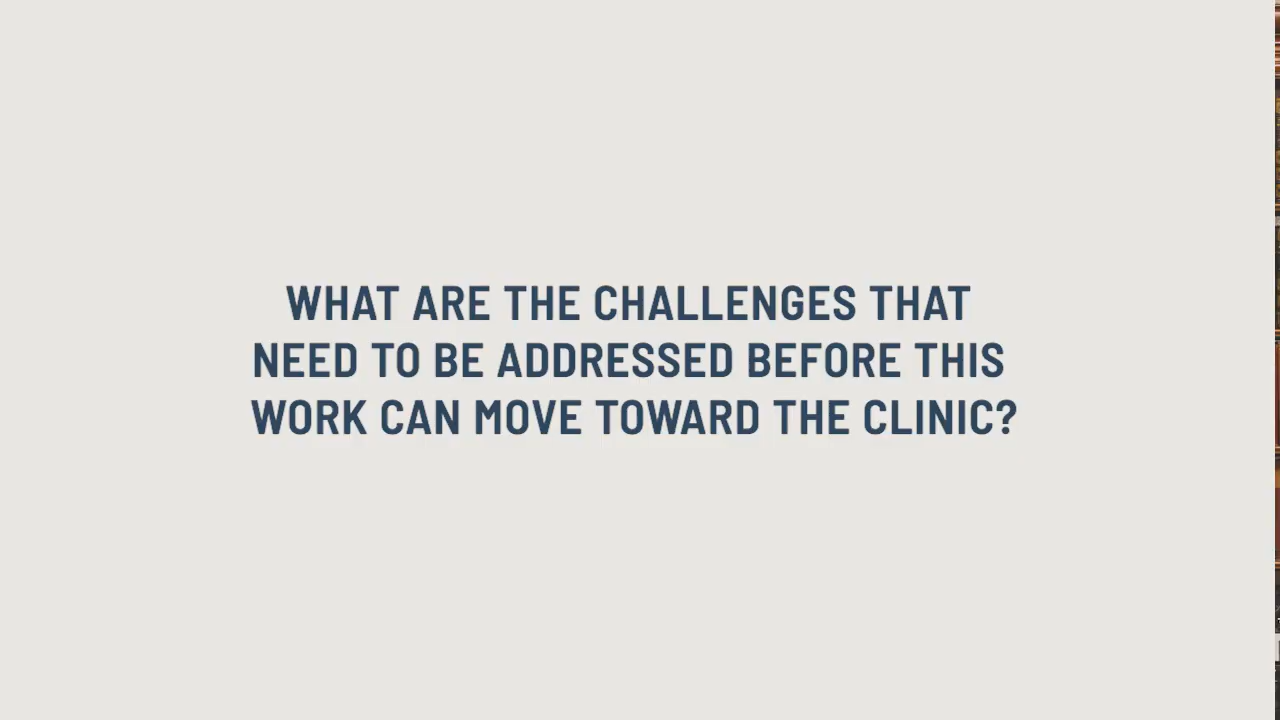 WHAT ARE THE CHALLENGES THAT
NEED TO BE ADDRESSED BEFORE THIS
WORK CAN MOVE TOWARD THE CLINIC?